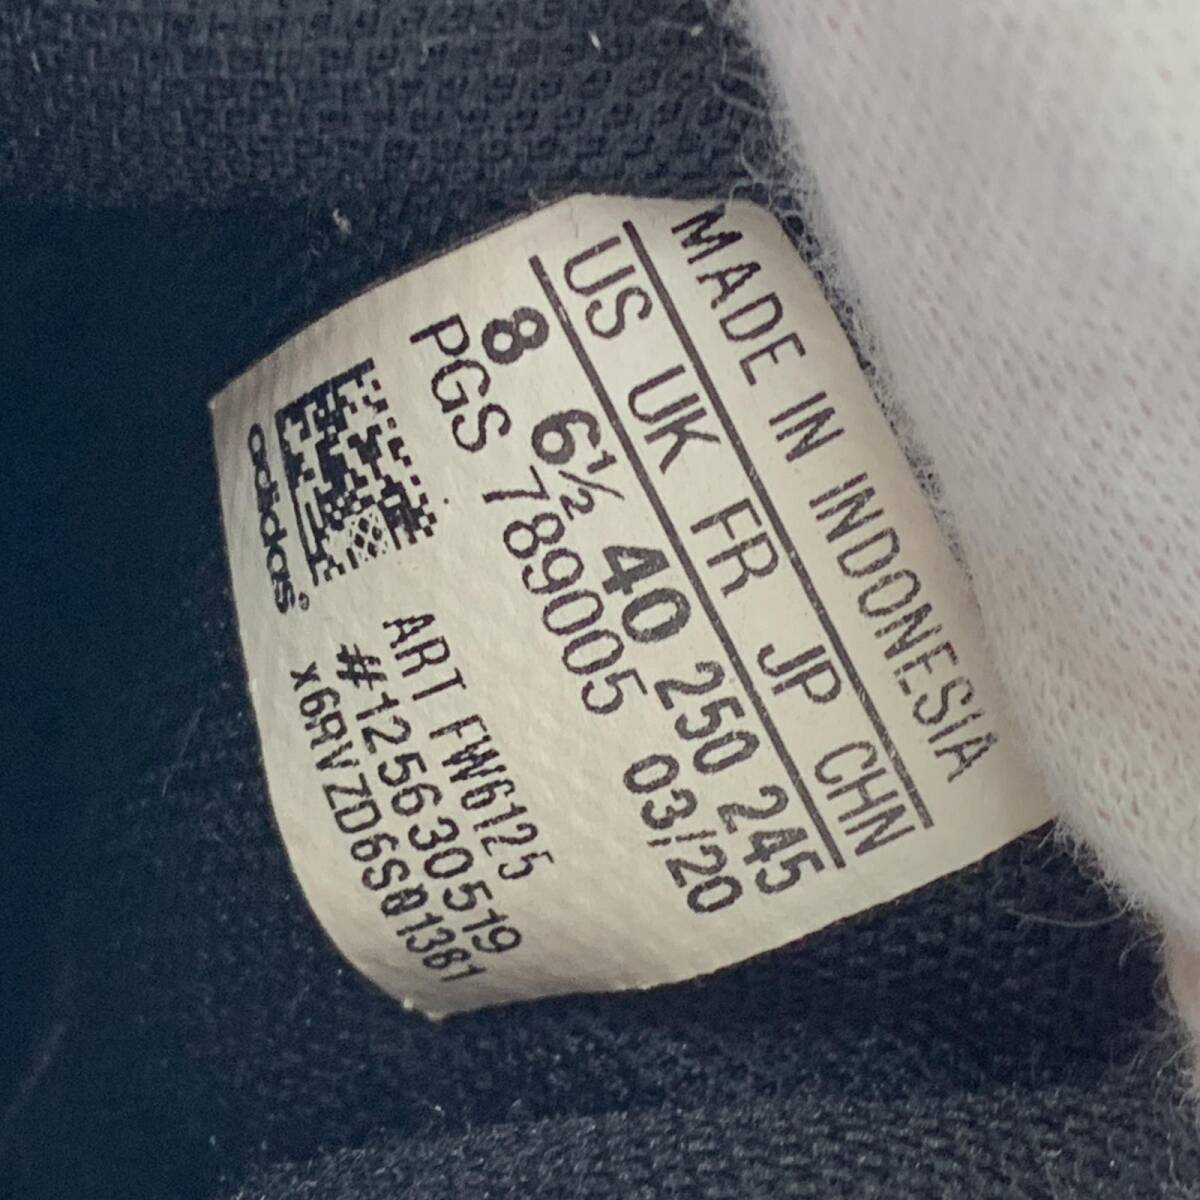 MADE IN INDONESIA
US UK FR JP CHN
8 6½ 40 250 245
PGS 789005 03/20
ART FW6125
#125630519
x6RVZD6S01381
adidas®